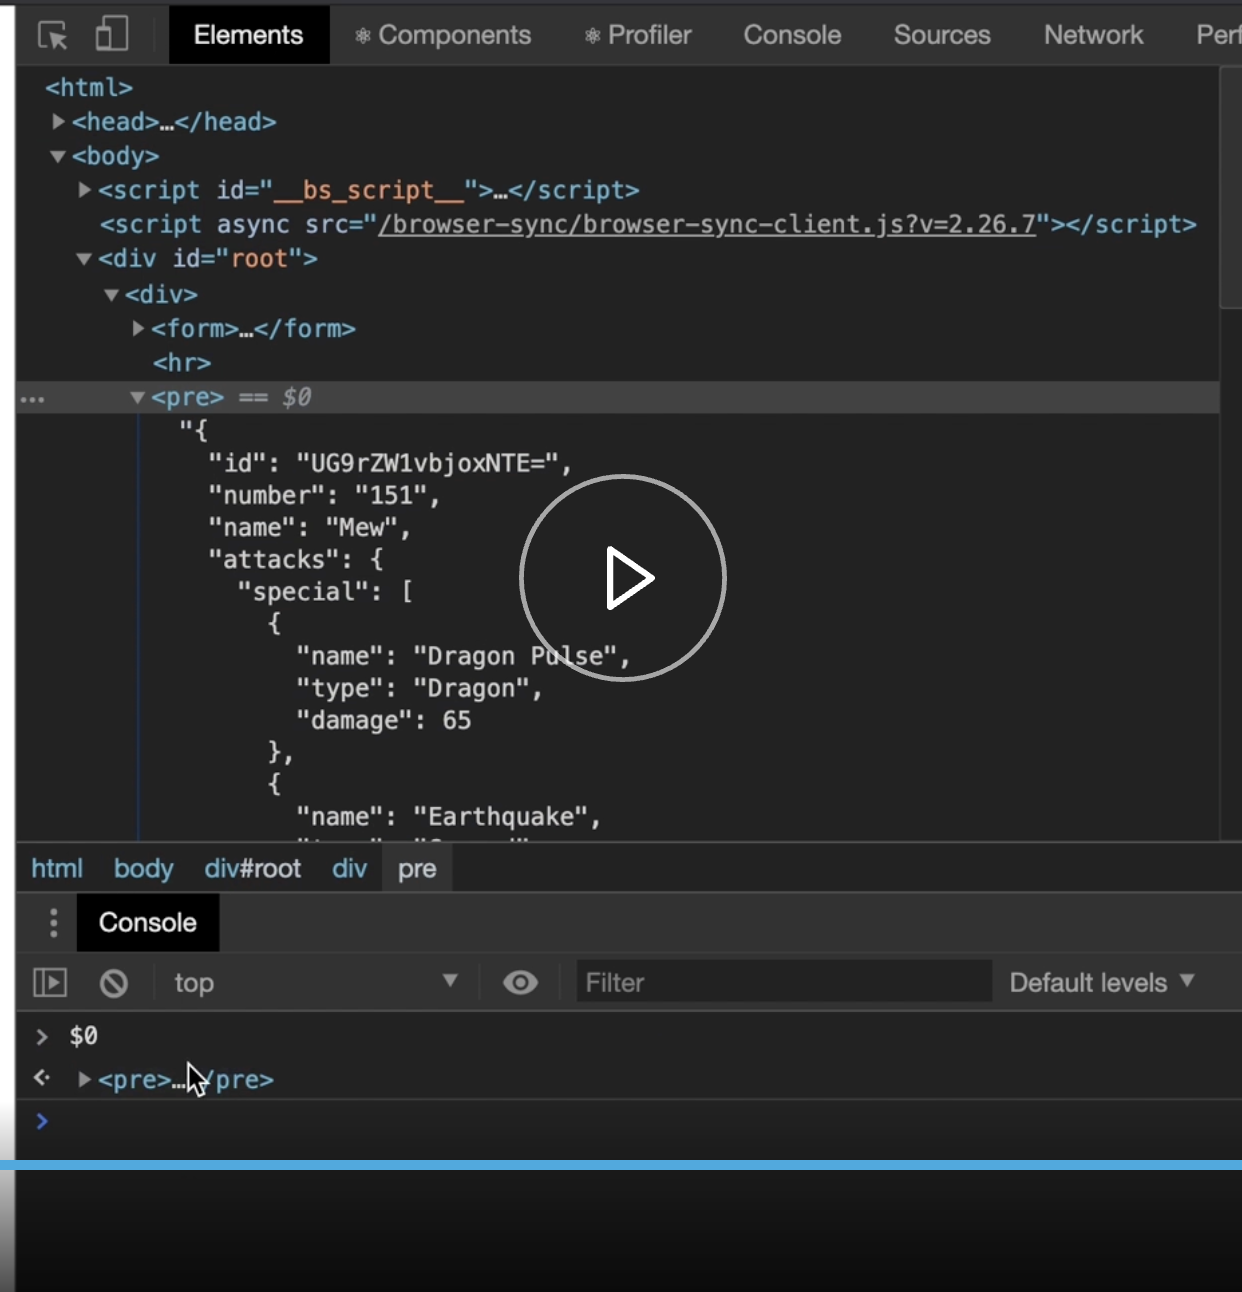 Elements Components Profiler Console Sources Network Perf
<html>
<head>…</head>
<body>
<script id="__bs_script__">…</script>
<script async src="/browser-sync/browser-sync-client.js?v=2.26.7"></script>
<div id="root">
<div>
<form>…</form>
<hr>
… <pre> == $0
"{
"id": "UG9rZW1vbjoxNTE=",
"number": "151",
"name": "Mew",
"attacks": {
"special": [
{
"name": "Dragon Pulse",
"type": "Dragon",
"damage": 65
},
{
"name": "Earthquake",
html body div#root div pre
Console
top Filter Default levels
> $0
<pre>…</pre>
>